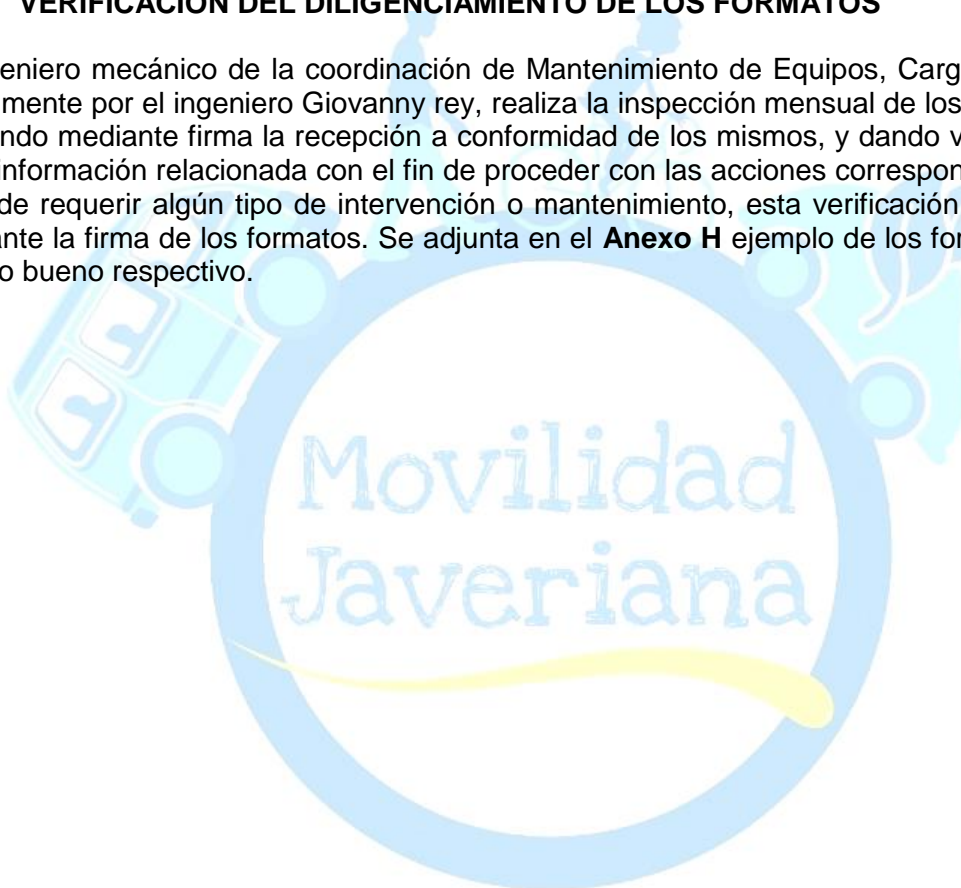 VERIFICACIÓN DEL DILIGENCIAMIENTO DE LOS FORMATOS
eniero mecánico de la coordinación de Mantenimiento de Equipos, Carg
mente por el ingeniero Giovanny rey, realiza la inspección mensual de los
ndo mediante firma la recepción a conformidad de los mismos, y dando v
información relacionada con el fin de proceder con las acciones correspon
de requerir algún tipo de intervención o mantenimiento, esta verificación
nte la firma de los formatos. Se adjunta en el Anexo H ejemplo de los for
o bueno respectivo.
Movilidad
Javeriana